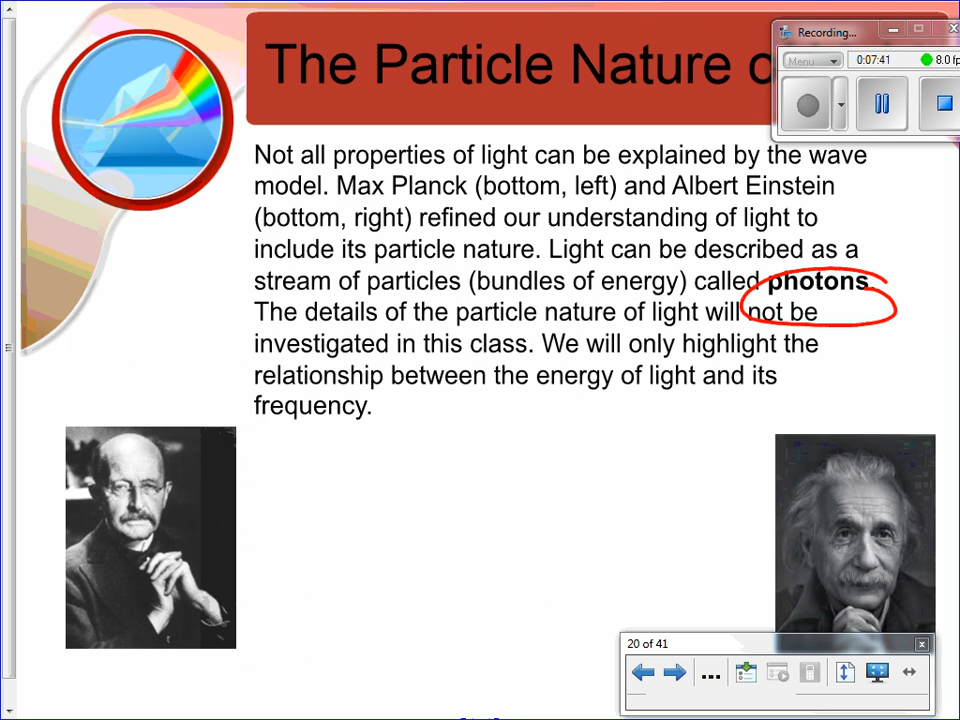 The Particle Nature o
Recording...
Menu
0:07:41
8.0 fp
Not all properties of light can be explained by the wave
model. Max Planck (bottom, left) and Albert Einstein
(bottom, right) refined our understanding of light to
include its particle nature. Light can be described as a
stream of particles (bundles of energy) called photons.
The details of the particle nature of light will not be
investigated in this class. We will only highlight the
relationship between the energy of light and its
frequency.
20 of 41